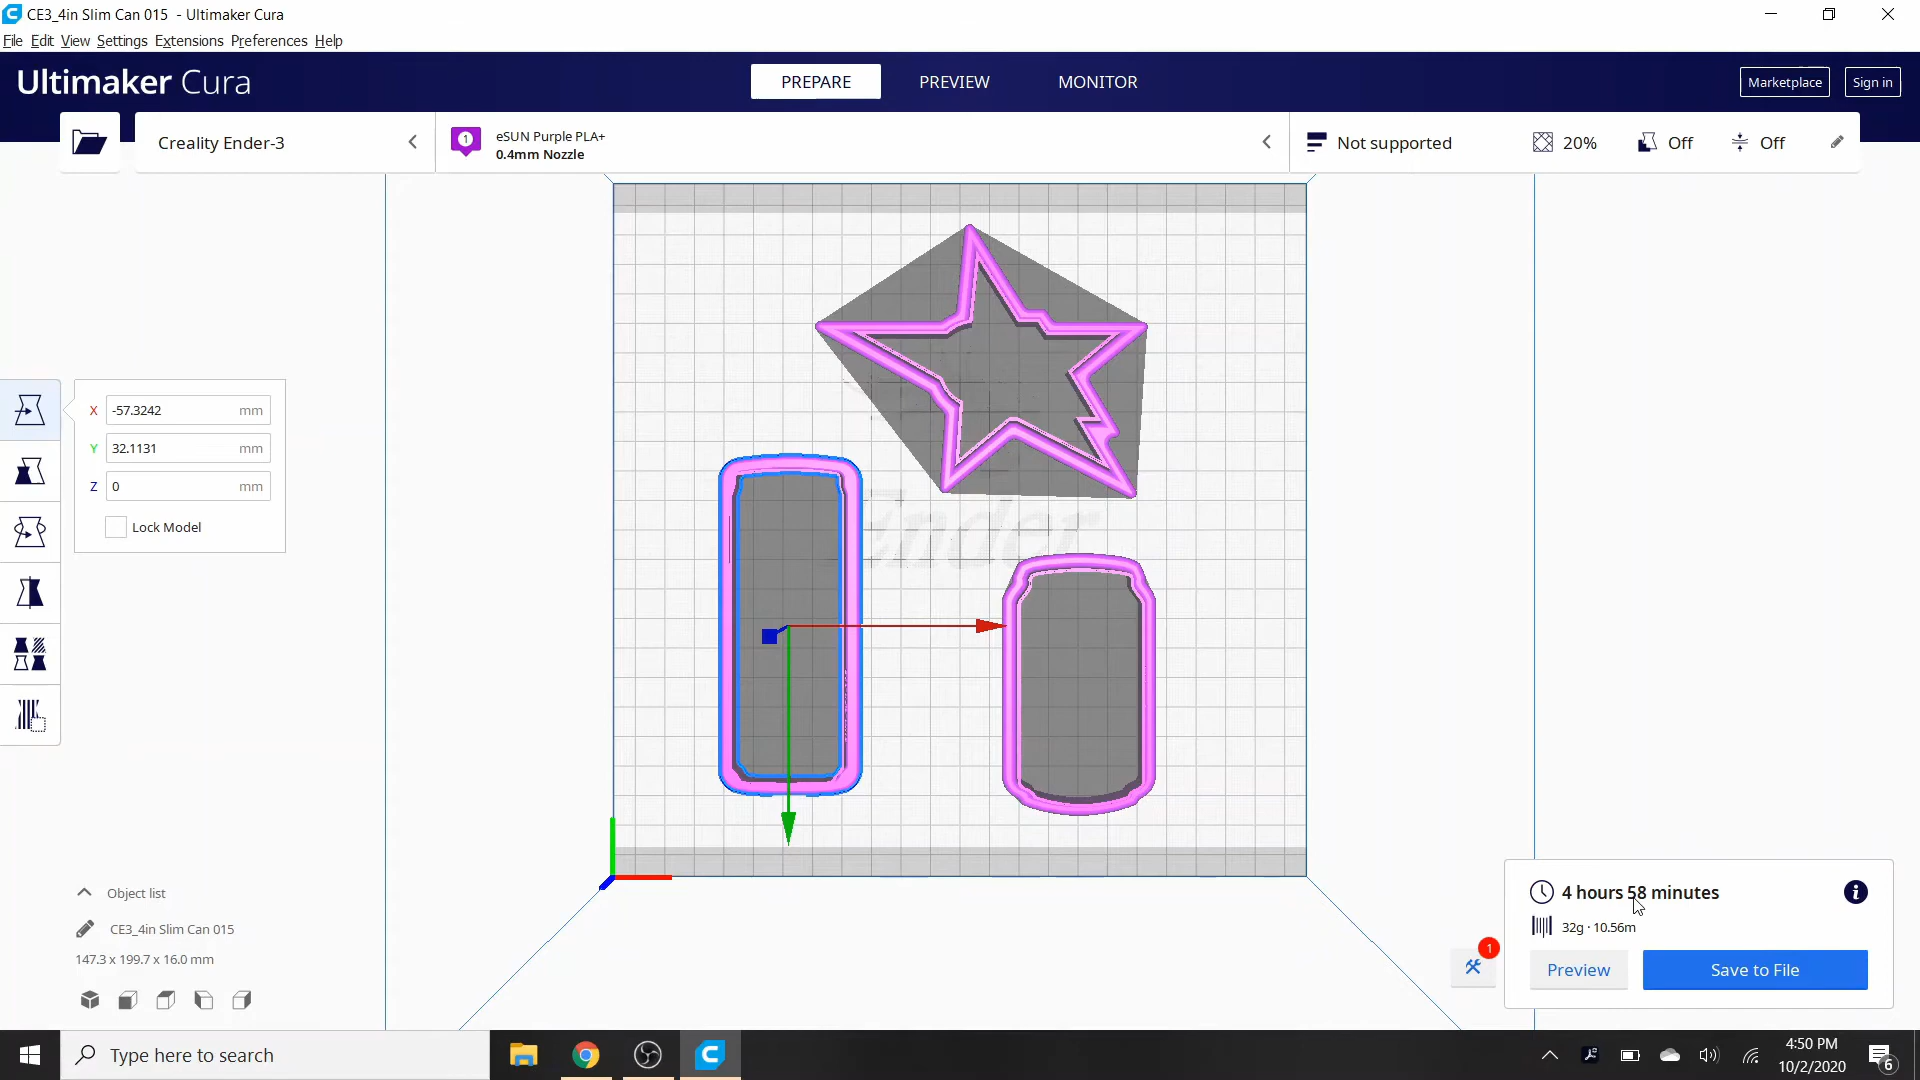 CE3_4in Slim Can 015 - Ultimaker Cura
File Edit View Settings Extensions Preferences Help
Ultimaker Cura
PREPARE
PREVIEW
MONITOR
Marketplace
Sign in
Creality Ender-3
1
eSUN Purple PLA+
0.4mm Nozzle
Not supported
20%
Off
Off
X -57.3242 mm
Y 32.1131 mm
Z 0 mm
Lock Model
Ender
Object list
CE3_4in Slim Can 015
147.3 x 199.7 x 16.0 mm
4 hours 58 minutes
32g · 10.56m
1
Preview
Save to File
Type here to search
4:50 PM
10/2/2020
6